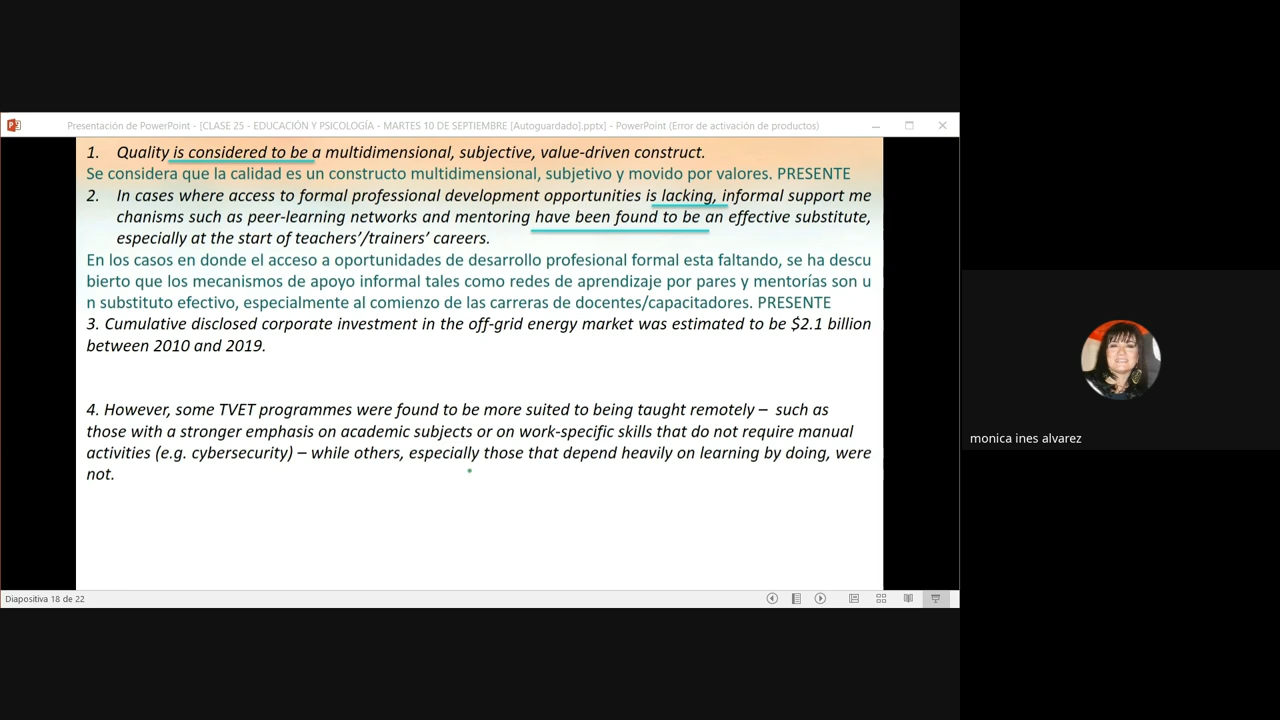 Presentación de PowerPoint - [CLASE 25 - EDUCACIÓN Y PSICOLOGÍA - MARTES 10 DE SEPTIEMBRE [Autoguardado].pptx] - PowerPoint (Error de activación de productos)
1. Quality is considered to be a multidimensional, subjective, value-driven construct.
Se considera que la calidad es un constructo multidimensional, subjetivo y movido por valores. PRESENTE
2. In cases where access to formal professional development opportunities is lacking, informal support me
chanisms such as peer-learning networks and mentoring have been found to be an effective substitute,
especially at the start of teachers’/trainers’ careers.
En los casos en donde el acceso a oportunidades de desarrollo profesional formal esta faltando, se ha descu
bierto que los mecanismos de apoyo informal tales como redes de aprendizaje por pares y mentorías son u
n substituto efectivo, especialmente al comienzo de las carreras de docentes/capacitadores. PRESENTE
3. Cumulative disclosed corporate investment in the off-grid energy market was estimated to be $2.1 billion
between 2010 and 2019.
4. However, some TVET programmes were found to be more suited to being taught remotely – such as
those with a stronger emphasis on academic subjects or on work-specific skills that do not require manual
activities (e.g. cybersecurity) – while others, especially those that depend heavily on learning by doing, were
not.
monica ines alvarez
Diapositiva 18 de 22